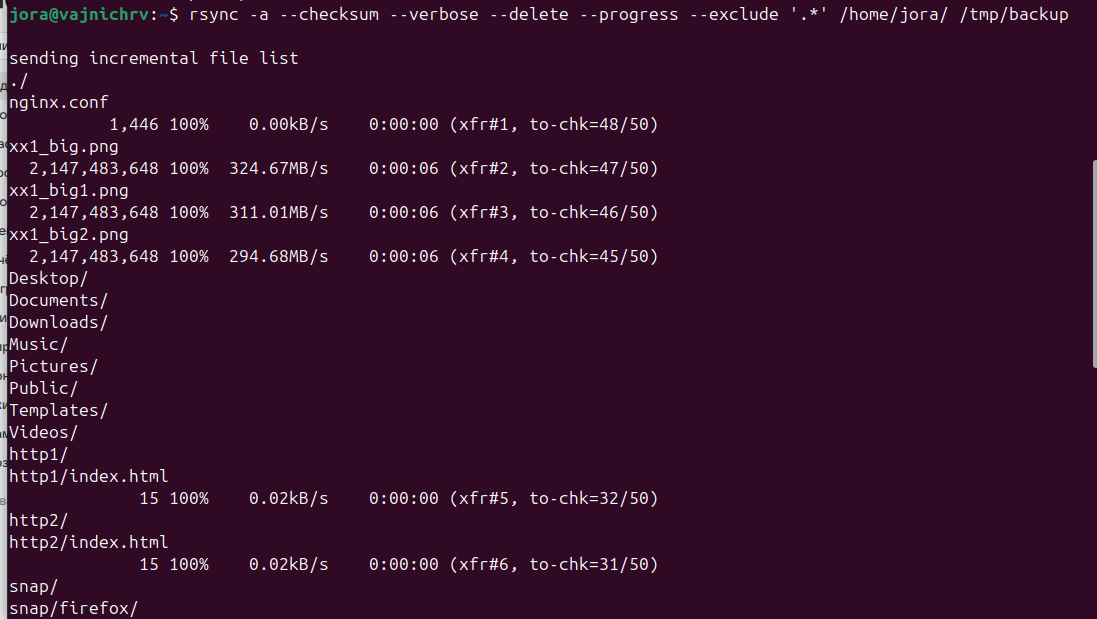 jora@vajnichrv:~$ rsync -a --checksum --verbose --delete --progress --exclude '.*' /home/jora/ /tmp/backup
sending incremental file list
./
nginx.conf
1,446 100% 0.00kB/s 0:00:00 (xfr#1, to-chk=48/50)
xx1_big.png
2,147,483,648 100% 324.67MB/s 0:00:06 (xfr#2, to-chk=47/50)
xx1_big1.png
2,147,483,648 100% 311.01MB/s 0:00:06 (xfr#3, to-chk=46/50)
xx1_big2.png
2,147,483,648 100% 294.68MB/s 0:00:06 (xfr#4, to-chk=45/50)
Desktop/
Documents/
Downloads/
Music/
Pictures/
Public/
Templates/
Videos/
http1/
http1/index.html
15 100% 0.02kB/s 0:00:00 (xfr#5, to-chk=32/50)
http2/
http2/index.html
15 100% 0.02kB/s 0:00:00 (xfr#6, to-chk=31/50)
snap/
snap/firefox/